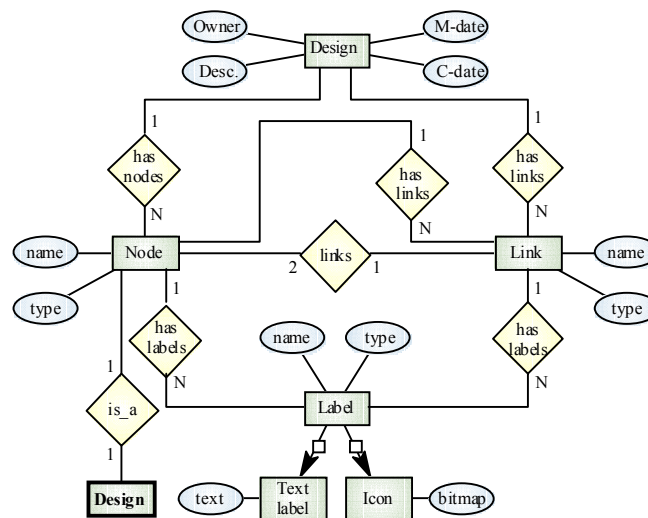 Owner
M-date
Design
Desc.
C-date
1
1
1
has
nodes
has
links
has
links
N
N
N
name
Node
2
links
1
Link
name
type
type
1
1
has
labels
has
labels
name
type
N
N
1
is_a
Label
1
Design
text
Text
label
Icon
bitmap